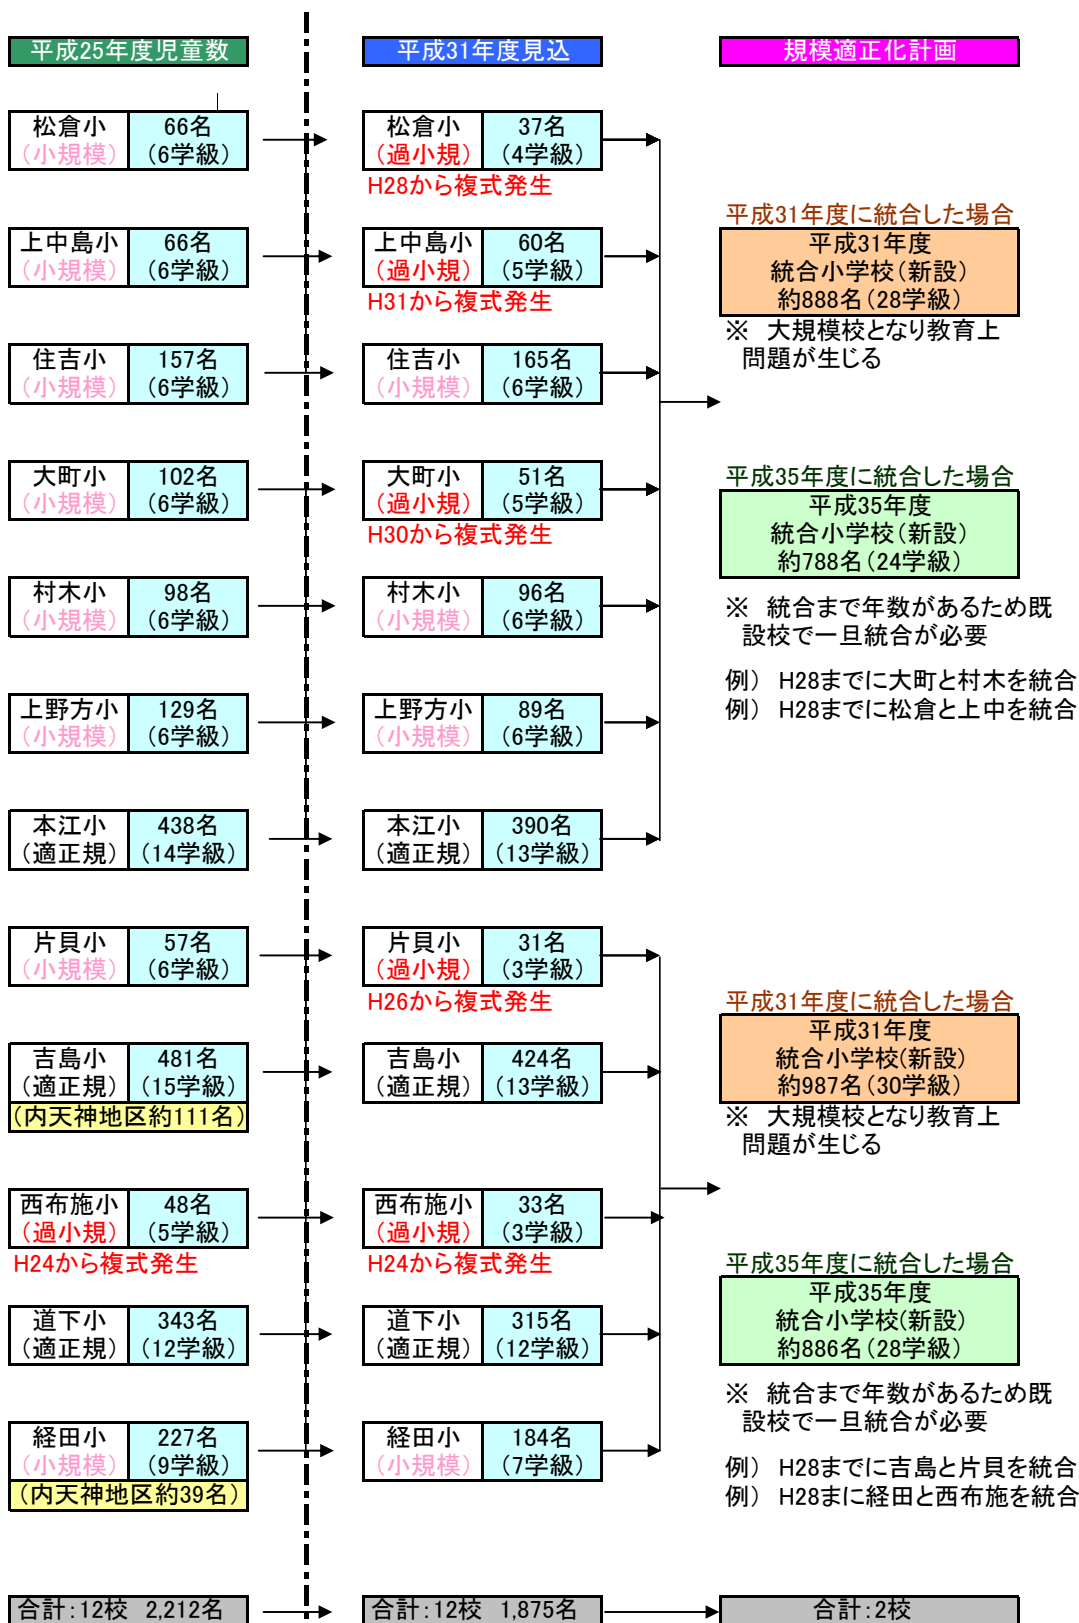 平成25年度児童数
平成31年度見込
規模適正化計画
松倉小 66名
（小規模） （6学級）
松倉小 37名
（過小規） （4学級）
H28から複式発生
上中島小 66名
（小規模） （6学級）
上中島小 60名
（過小規） （5学級）
H31から複式発生
住吉小 157名
（小規模） （6学級）
住吉小 165名
（小規模） （6学級）
大町小 102名
（小規模） （6学級）
大町小 51名
（過小規） （5学級）
H30から複式発生
村木小 98名
（小規模） （6学級）
村木小 96名
（小規模） （6学級）
上野方小 129名
（小規模） （6学級）
上野方小 89名
（小規模） （6学級）
本江小 438名
（適正規） （14学級）
本江小 390名
（適正規） （13学級）
平成31年度に統合した場合
平成31年度
統合小学校（新設）
約888名（28学級）
※ 大規模校となり教育上
問題が生じる
平成35年度に統合した場合
平成35年度
統合小学校（新設）
約788名（24学級）
※ 統合まで年数があるため既
設校で一旦統合が必要
例） H28までに大町と村木を統合
例） H28までに松倉と上中を統合
片貝小 57名
（小規模） （6学級）
片貝小 31名
（過小規） （3学級）
H26から複式発生
吉島小 481名
（適正規） （15学級）
（内天神地区約111名）
吉島小 424名
（適正規） （13学級）
西布施小 48名
（過小規） （5学級）
H24から複式発生
西布施小 33名
（過小規） （3学級）
H24から複式発生
道下小 343名
（適正規） （12学級）
道下小 315名
（適正規） （12学級）
経田小 227名
（小規模） （9学級）
（内天神地区約39名）
経田小 184名
（小規模） （7学級）
平成31年度に統合した場合
平成31年度
統合小学校(新設）
約987名（30学級）
※ 大規模校となり教育上
問題が生じる
平成35年度に統合した場合
平成35年度
統合小学校(新設）
約886名（28学級）
※ 統合まで年数があるため既
設校で一旦統合が必要
例） H28までに吉島と片貝を統合
例） H28まに経田と西布施を統合
合計：12校 2,212名
合計：12校 1,875名
合計：2校